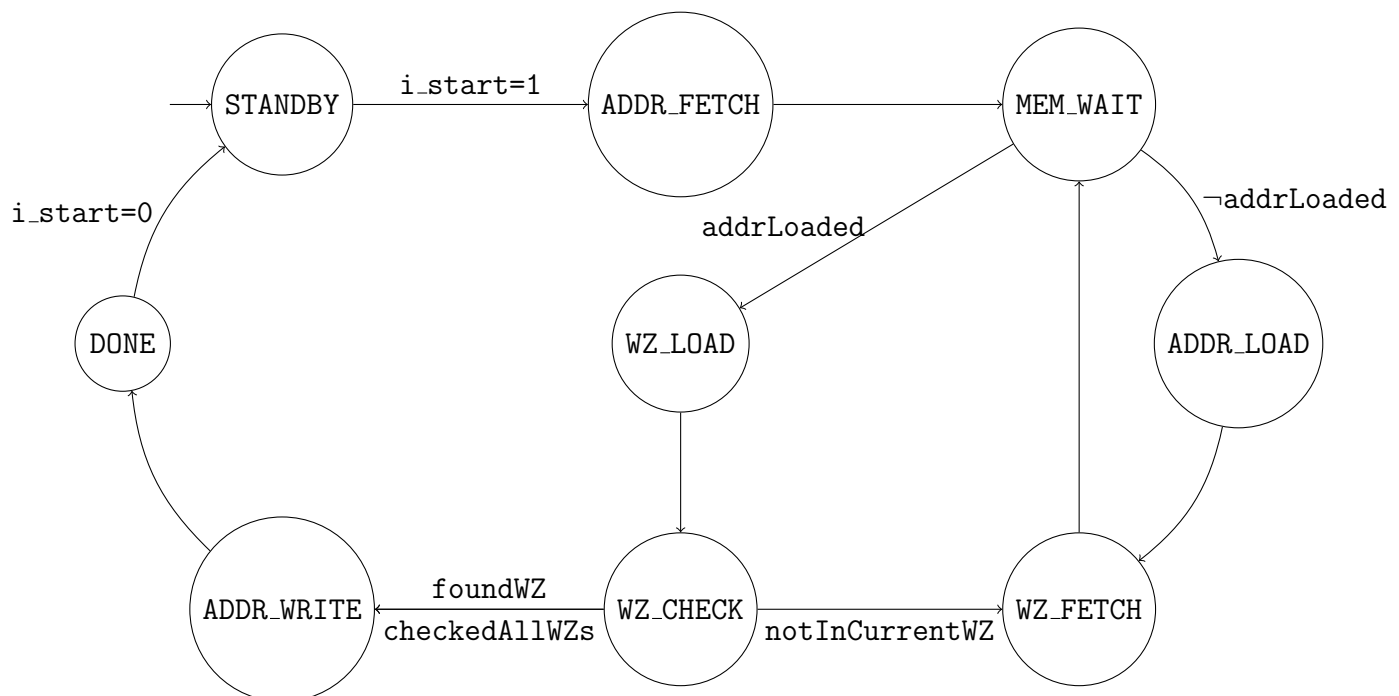 i_start=1
STANDBY
ADDR_FETCH
MEM_WAIT
i_start=0
¬addrLoaded
addrLoaded
DONE
WZ_LOAD
ADDR_LOAD
foundWZ
ADDR_WRITE
WZ_CHECK
WZ_FETCH
checkedAllWZs
notInCurrentWZ